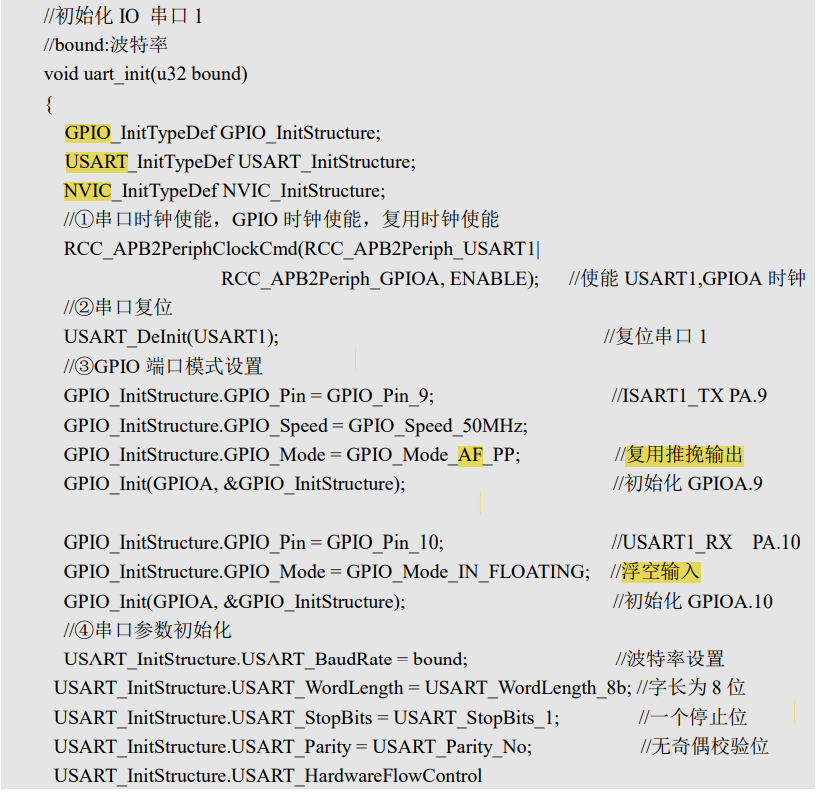 //初始化 IO 串口 1
//bound:波特率
void uart_init(u32 bound)
{
GPIO_InitTypeDef GPIO_InitStructure;
USART_InitTypeDef USART_InitStructure;
NVIC_InitTypeDef NVIC_InitStructure;
//①串口时钟使能，GPIO 时钟使能，复用时钟使能
RCC_APB2PeriphClockCmd(RCC_APB2Periph_USART1|
RCC_APB2Periph_GPIOA, ENABLE); //使能 USART1,GPIOA 时钟
//②串口复位
USART_DeInit(USART1); //复位串口 1
//③GPIO 端口模式设置
GPIO_InitStructure.GPIO_Pin = GPIO_Pin_9; //ISART1_TX PA.9
GPIO_InitStructure.GPIO_Speed = GPIO_Speed_50MHz;
GPIO_InitStructure.GPIO_Mode = GPIO_Mode_AF_PP; //复用推挽输出
GPIO_Init(GPIOA, &GPIO_InitStructure); //初始化 GPIOA.9
GPIO_InitStructure.GPIO_Pin = GPIO_Pin_10; //USART1_RX PA.10
GPIO_InitStructure.GPIO_Mode = GPIO_Mode_IN_FLOATING; //浮空输入
GPIO_Init(GPIOA, &GPIO_InitStructure); //初始化 GPIOA.10
//④串口参数初始化
USART_InitStructure.USART_BaudRate = bound; //波特率设置
USART_InitStructure.USART_WordLength = USART_WordLength_8b; //字长为 8 位
USART_InitStructure.USART_StopBits = USART_StopBits_1; //一个停止位
USART_InitStructure.USART_Parity = USART_Parity_No; //无奇偶校验位
USART_InitStructure.USART_HardwareFlowControl